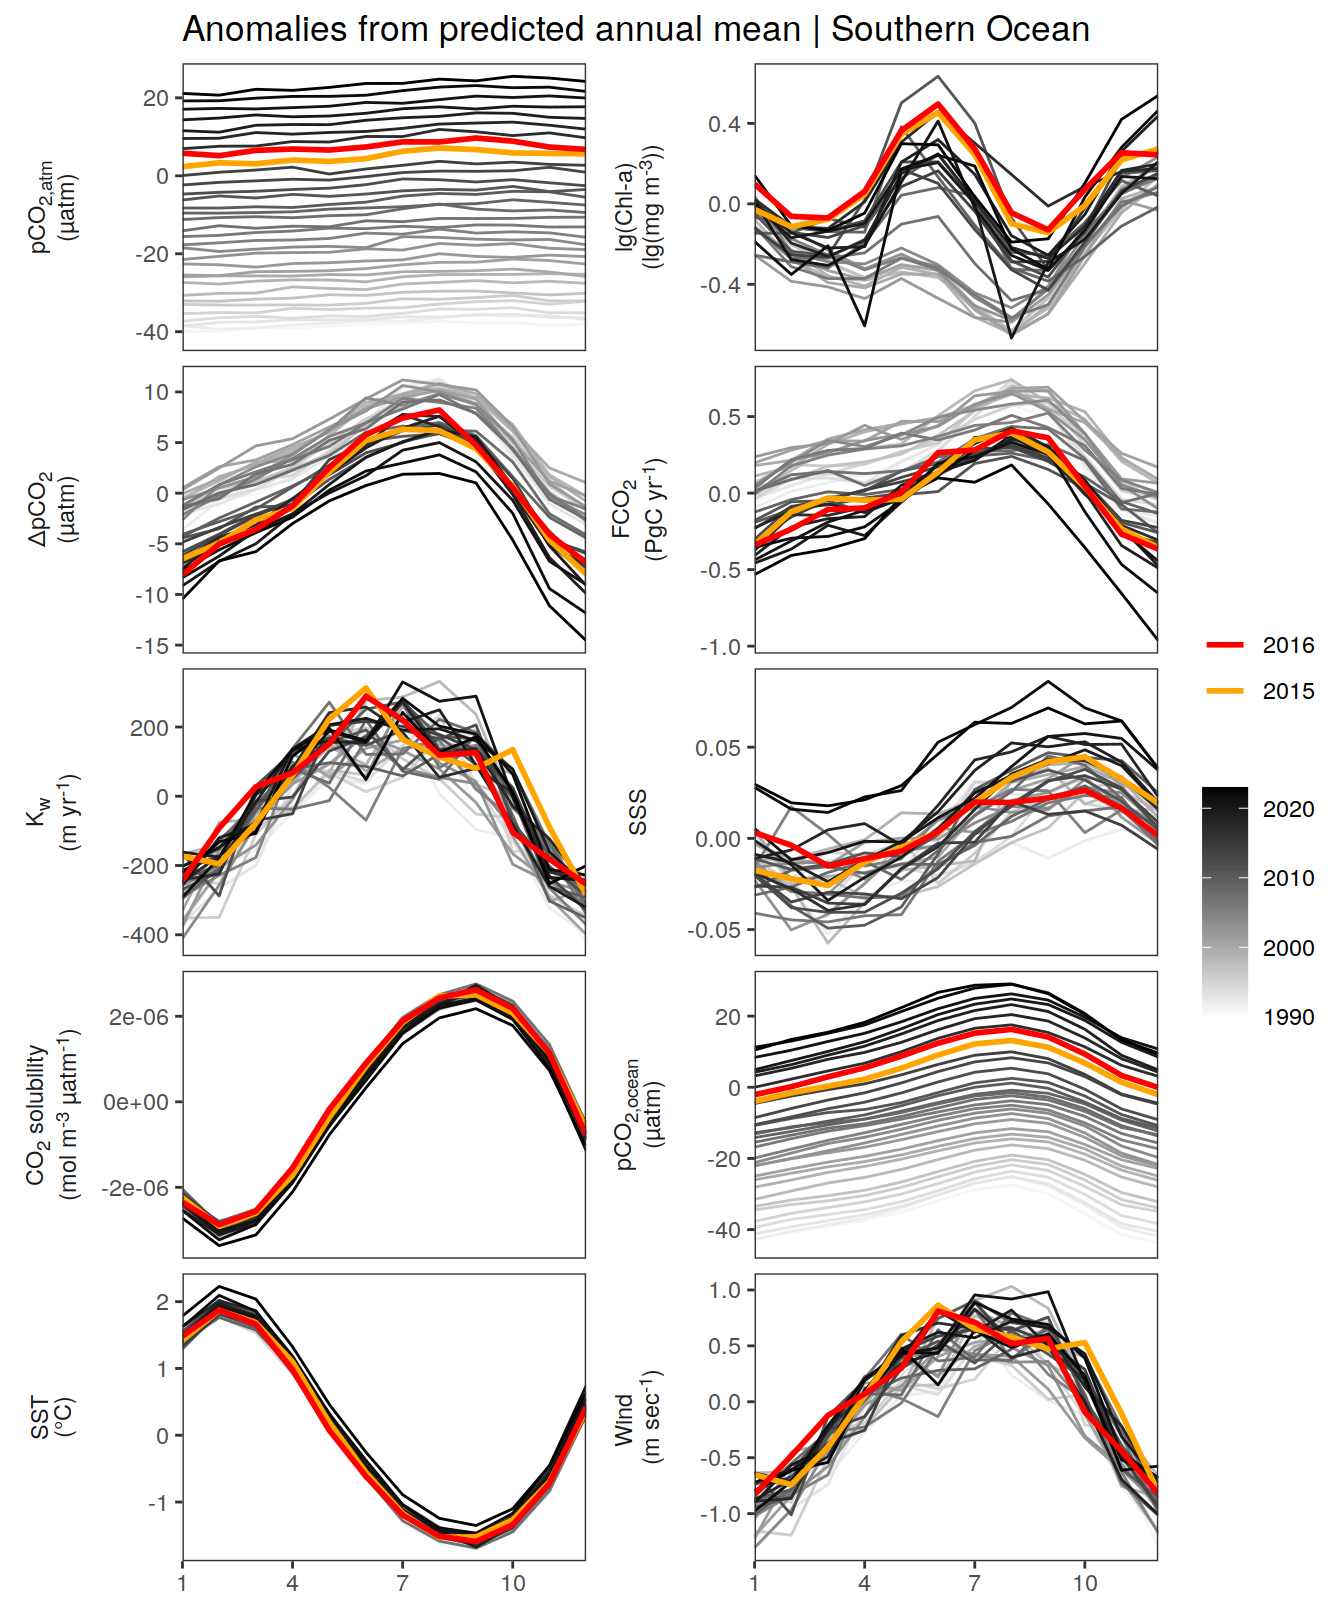 Anomalies from predicted annual mean | Southern Ocean
pCO2,atm
(µatm)
20
0
-20
-40
lg(Chl-a)
(lg(mg m-3))
0.4
0.0
-0.4
ΔpCO2
(µatm)
10
5
0
-5
-10
-15
FCO2
(PgC yr-1)
0.5
0.0
-0.5
-1.0
Kw
(m yr-1)
200
0
-200
-400
SSS
0.05
0.00
-0.05
CO2 solubility
(mol m-3 µatm-1)
2e-06
0e+00
-2e-06
pCO2,ocean
(µatm)
20
0
-20
-40
SST
(°C)
2
1
0
-1
1 4 7 10
Wind
(m sec-1)
1.0
0.5
0.0
-0.5
-1.0
1 4 7 10
2016
2015
2020
2010
2000
1990